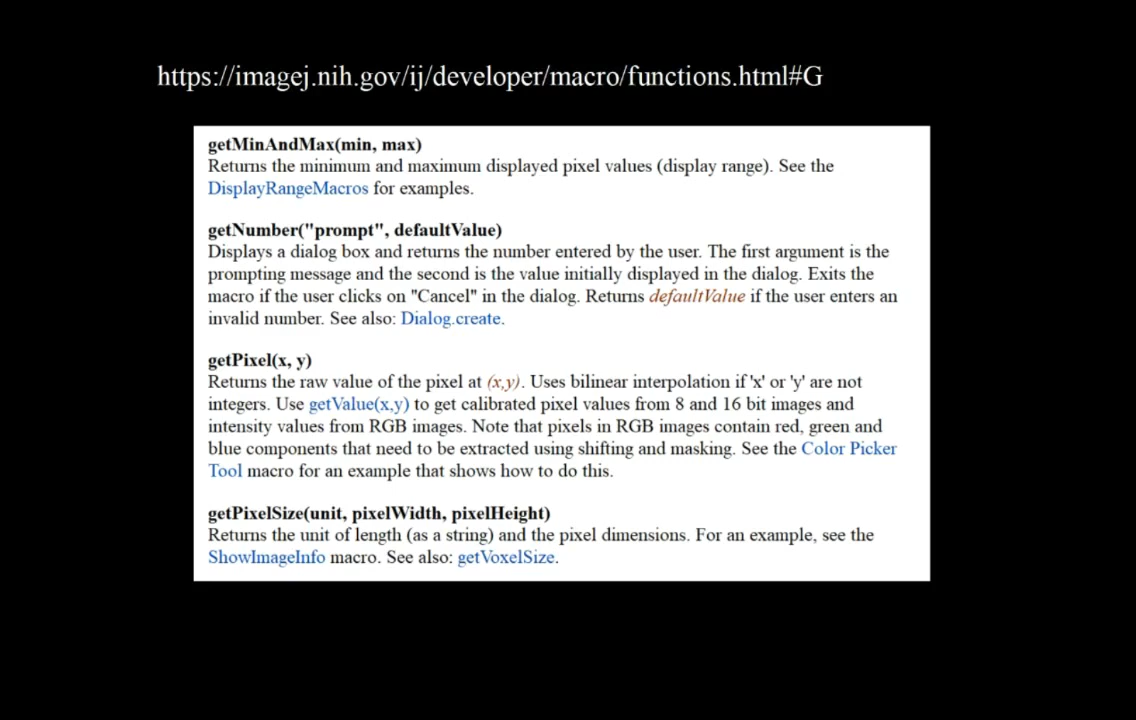 https://imagej.nih.gov/ij/developer/macro/functions.html#G
getMinAndMax(min, max)
Returns the minimum and maximum displayed pixel values (display range). See the
DisplayRangeMacros for examples.
getNumber("prompt", defaultValue)
Displays a dialog box and returns the number entered by the user. The first argument is the
prompting message and the second is the value initially displayed in the dialog. Exits the
macro if the user clicks on "Cancel" in the dialog. Returns defaultValue if the user enters an
invalid number. See also: Dialog.create.
getPixel(x, y)
Returns the raw value of the pixel at (x,y). Uses bilinear interpolation if 'x' or 'y' are not
integers. Use getValue(x,y) to get calibrated pixel values from 8 and 16 bit images and
intensity values from RGB images. Note that pixels in RGB images contain red, green and
blue components that need to be extracted using shifting and masking. See the Color Picker
Tool macro for an example that shows how to do this.
getPixelSize(unit, pixelWidth, pixelHeight)
Returns the unit of length (as a string) and the pixel dimensions. For an example, see the
ShowImageInfo macro. See also: getVoxelSize.